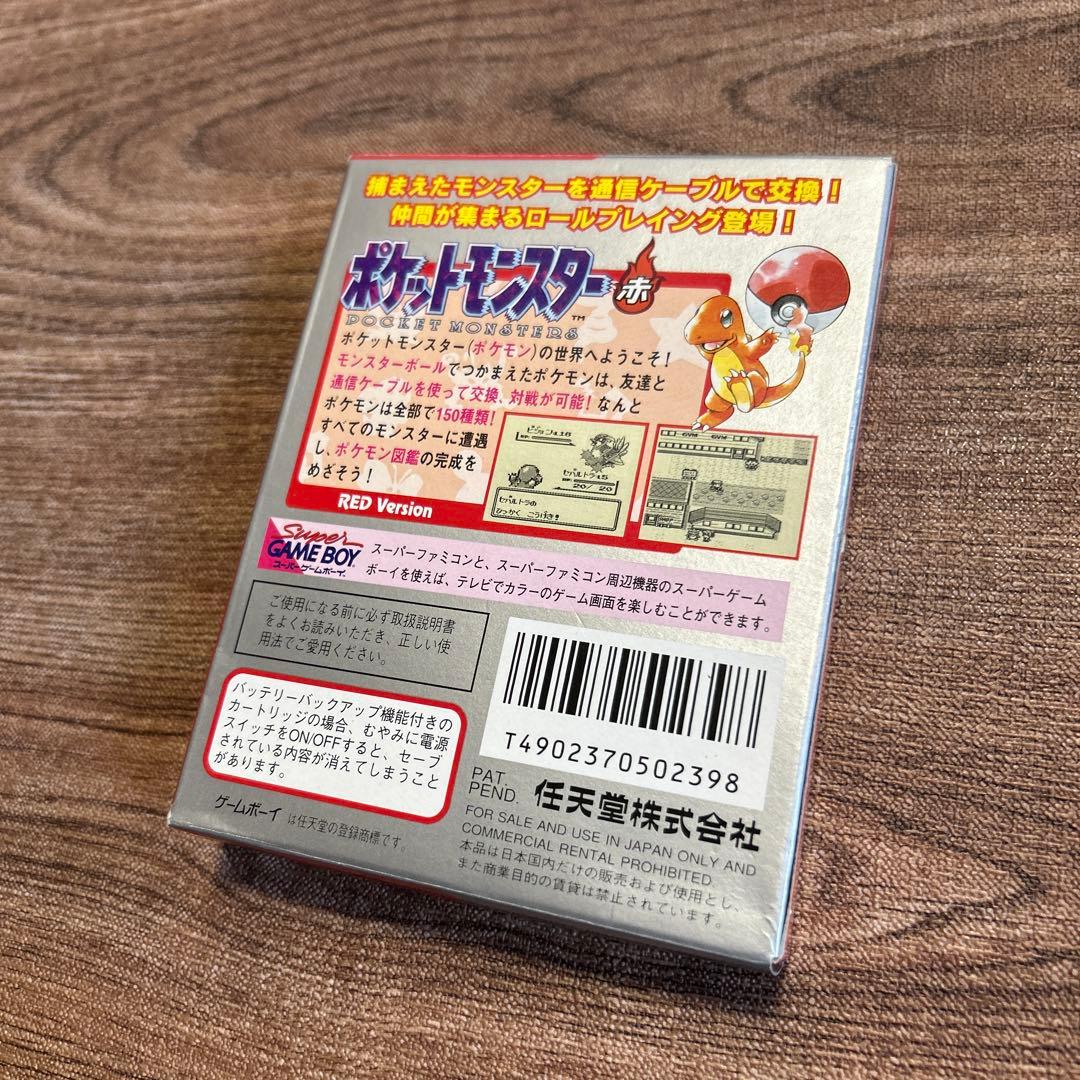 捕まえたモンスターを通信ケーブルで交換！
仲間が集まるロールプレイング登場！
ポケットモンスター 赤
TM
POCKET MONSTERS
ポケットモンスター(ポケモン)の世界へようこそ！
モンスターボールでつかまえたポケモンは、友達と
通信ケーブルを使って交換、対戦が可能！なんと
ポケモンは全部で150種類！
すべてのモンスターに遭遇
し、ポケモン図鑑の完成を
めざそう！
RED Version
20/ 20
ひっかく こうげき！
GYM
GYM
Super
GAME BOY
スーパーゲームボーイ
スーパーファミコンと、スーパーファミコン周辺機器のスーパーゲーム
ボーイを使えば、テレビでカラーのゲーム画面を楽しむことができます。
ご使用になる前に必ず取扱説明書
をよくお読みいただき、正しい使
用法でご愛用ください。
バッテリーバックアップ機能付きの
カートリッジの場合、むやみに電源
スイッチをON/OFFすると、セーブ
されている内容が消えてしまうこと
があります。
ゲームボーイ は任天堂の登録商標です。
T4902370502398
PAT.
PEND.
任天堂株式会社
FOR SALE AND USE IN JAPAN ONLY AND
COMMERCIAL RENTAL PROHIBITED.
本品は日本国内だけの販売および使用とし、
また商業目的の賃貸は禁止されています。